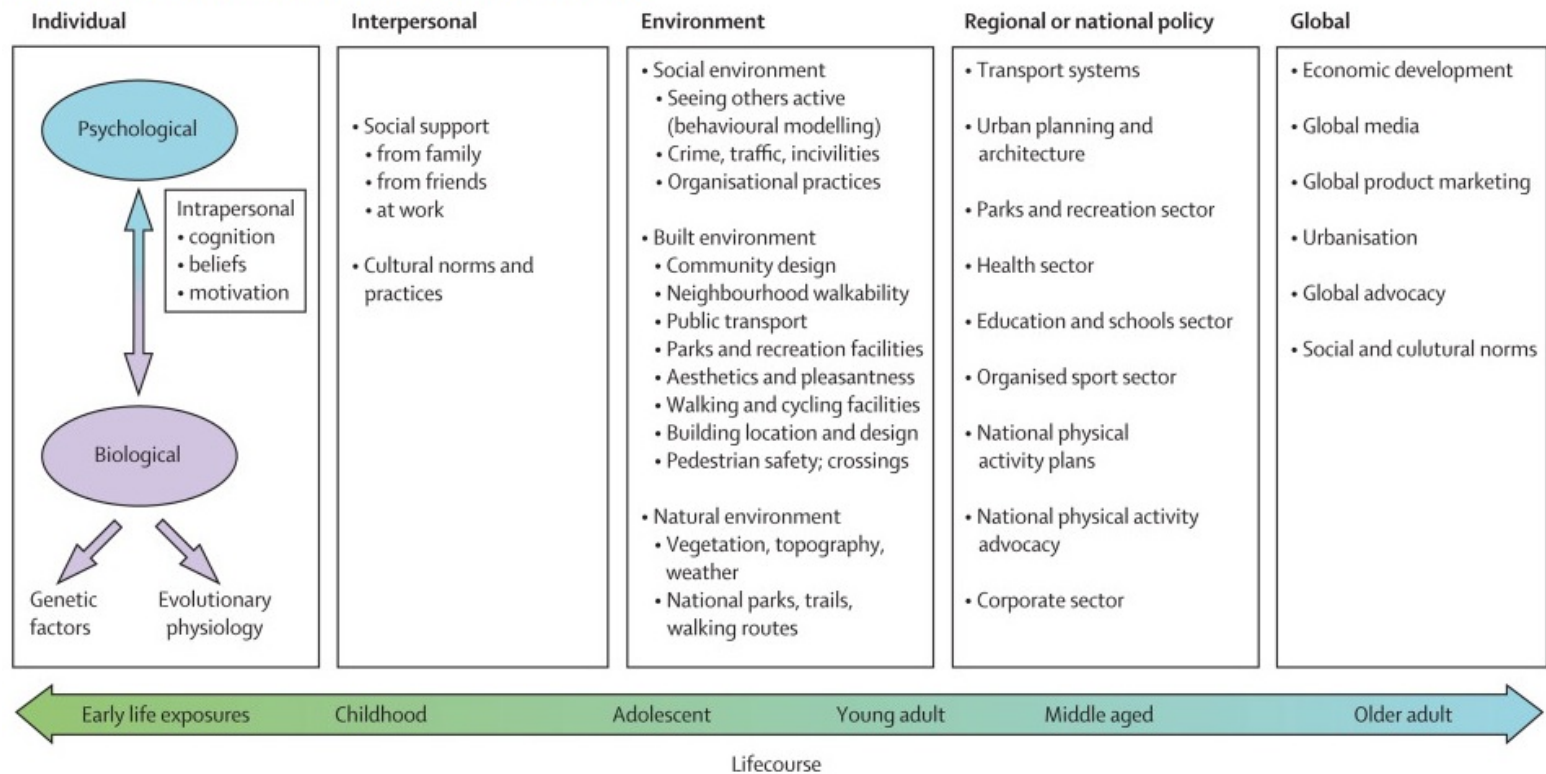 Individual
Psychological
Intrapersonal
• cognition
• beliefs
• motivation
Biological
Genetic
factors
Evolutionary
physiology
Interpersonal
• Social support
• from family
• from friends
• at work
• Cultural norms and
practices
Environment
• Social environment
• Seeing others active
(behavioural modelling)
• Crime, traffic, incivilities
• Organisational practices
• Built environment
• Community design
• Neighbourhood walkability
• Public transport
• Parks and recreation facilities
• Aesthetics and pleasantness
• Walking and cycling facilities
• Building location and design
• Pedestrian safety; crossings
• Natural environment
• Vegetation, topography,
weather
• National parks, trails,
walking routes
Regional or national policy
• Transport systems
• Urban planning and
architecture
• Parks and recreation sector
• Health sector
• Education and schools sector
• Organised sport sector
• National physical
activity plans
• National physical activity
advocacy
• Corporate sector
Global
• Economic development
• Global media
• Global product marketing
• Urbanisation
• Global advocacy
• Social and culutural norms
Early life exposures
Childhood
Adolescent
Young adult
Middle aged
Older adult
Lifecourse